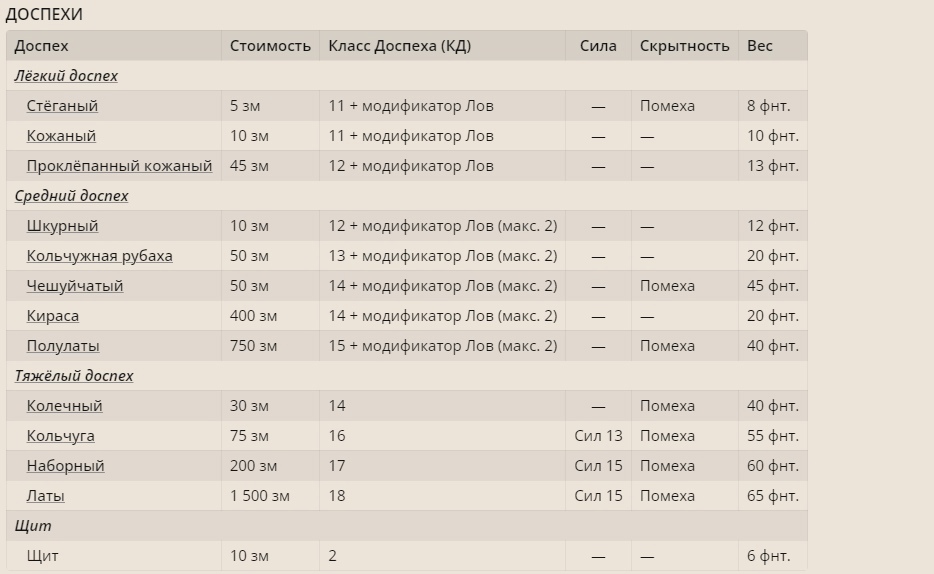 ДОСПЕХИ
Доспех Стоимость Класс Доспеха (КД) Сила Скрытность Вес
Лёгкий доспех
Стёганый 5 зм 11 + модификатор Лов — Помеха 8 фнт.
Кожаный 10 зм 11 + модификатор Лов — — 10 фнт.
Проклёпанный кожаный 45 зм 12 + модификатор Лов — — 13 фнт.
Средний доспех
Шкурный 10 зм 12 + модификатор Лов (макс. 2) — — 12 фнт.
Кольчужная рубаха 50 зм 13 + модификатор Лов (макс. 2) — — 20 фнт.
Чешуйчатый 50 зм 14 + модификатор Лов (макс. 2) — Помеха 45 фнт.
Кираса 400 зм 14 + модификатор Лов (макс. 2) — — 20 фнт.
Полулаты 750 зм 15 + модификатор Лов (макс. 2) — Помеха 40 фнт.
Тяжёлый доспех
Колечный 30 зм 14 — Помеха 40 фнт.
Кольчуга 75 зм 16 Сил 13 Помеха 55 фнт.
Наборный 200 зм 17 Сил 15 Помеха 60 фнт.
Латы 1 500 зм 18 Сил 15 Помеха 65 фнт.
Щит
Щит 10 зм 2 — — 6 фнт.